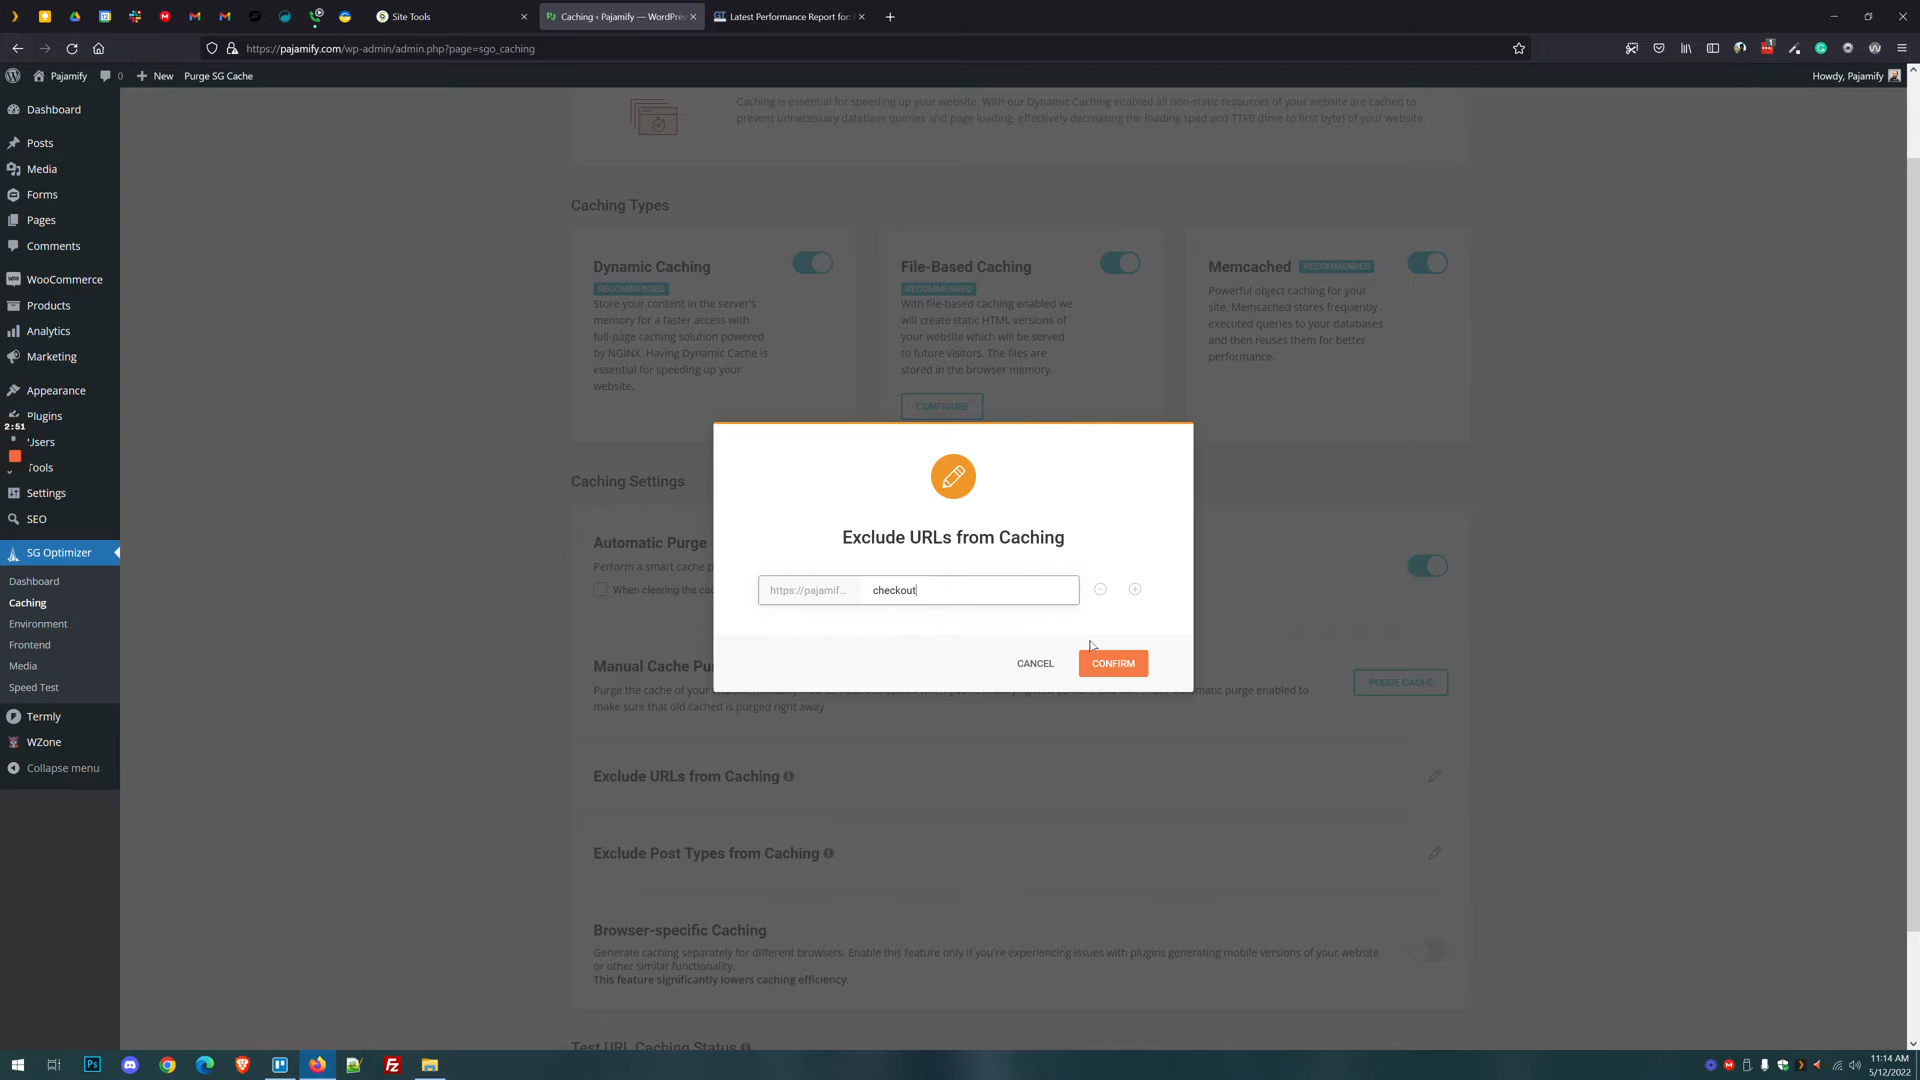 Site Tools
Caching ‹ Pajamify — WordPre
Latest Performance Report for:
https://pajamify.com/wp-admin/admin.php?page=sgo_caching
Pajamify
0
New
Purge SG Cache
Howdy, Pajamify
Dashboard
Posts
Media
Forms
Pages
Comments
WooCommerce
Products
Analytics
Marketing
Appearance
Plugins
2:51
Users
Tools
Settings
SEO
SG Optimizer
Dashboard
Caching
Environment
Frontend
Media
Speed Test
Termly
WZone
Collapse menu
Caching is essential for speeding up your website. With our Dynamic Caching enabled all non-static resources of your website are cached to
prevent unnecessary database queries and page loading, effectively decreasing the loading sped and TTFB (time to first byte) of your website.
Caching Types
Dynamic Caching
RECOMMENDED
Store your content in the server's
memory for a faster access with
full-page caching solution powered
by NGINX. Having Dynamic Cache is
essential for speeding up your
website.
File-Based Caching
RECOMMENDED
With file-based caching enabled we
will create static HTML versions of
your website which will be served
to future visitors. The files are
stored in the browser memory.
CONFIGURE
Memcached RECOMMENDED
Powerful object caching for your
site. Memcached stores frequently
executed queries to your databases
and then reuses them for better
performance.
Caching Settings
Automatic Purge
Perform a smart cache p
When clearing the cac
Exclude URLs from Caching
https://pajamif...
checkout
CANCEL
CONFIRM
Manual Cache Pu
Purge the cache of your
automatic purge enabled to
make sure that old cached is purged right away
PURGE CACHE
Exclude URLs from Caching
Exclude Post Types from Caching
Browser-specific Caching
Generate caching separately for different browsers. Enable this feature only if you're experiencing issues with plugins generating mobile versions of your website
or other similar functionality.
This feature significantly lowers caching efficiency.
Test URL Caching Status
11:14 AM
5/12/2022